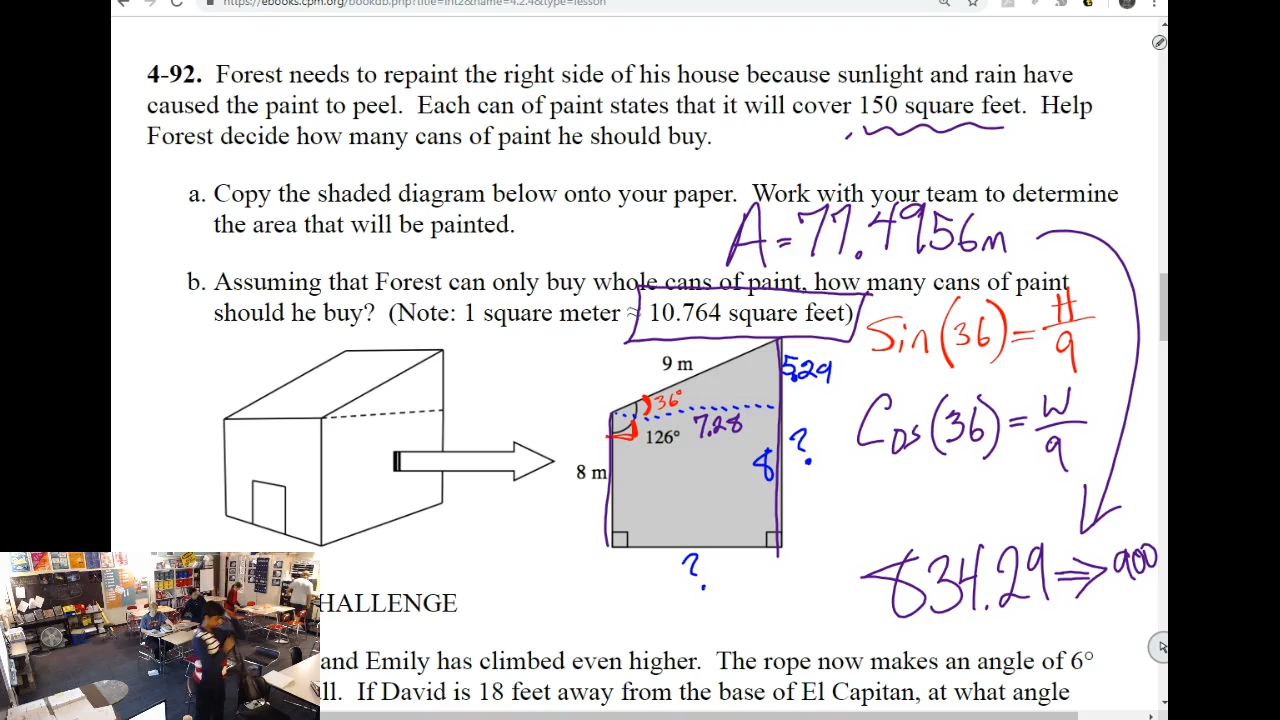 https://ebooks.cpm.org/bookdb.php?title=int2&name=4.2.4&type=lesson
4-92. Forest needs to repaint the right side of his house because sunlight and rain have
caused the paint to peel. Each can of paint states that it will cover 150 square feet. Help
Forest decide how many cans of paint he should buy.
a. Copy the shaded diagram below onto your paper. Work with your team to determine
the area that will be painted.
A = 77.4956m
b. Assuming that Forest can only buy whole cans of paint, how many cans of paint
should he buy? (Note: 1 square meter ≈ 10.764 square feet)
Sin(36) = H/9
9 m
5.29
36°
7.28
126°
Cos(36) = W/9
?
8 m
8
?
834.29 ⇒ 900
HALLENGE
and Emily has climbed even higher. The rope now makes an angle of 6°
ll. If David is 18 feet away from the base of El Capitan, at what angle